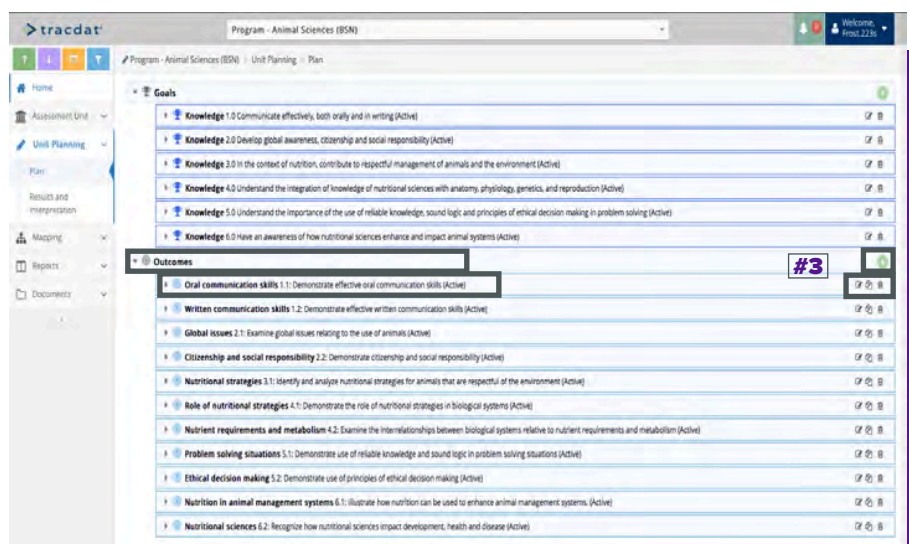 tracdat
Program - Animal Sciences (BSN)
Welcome,
Frost.223s
Program - Animal Sciences (BSN) > Unit Planning > Plan
Home
Assessment Unit
Unit Planning
Plan
Results and
Interpretation
Mapping
Reports
Documents
Goals
Knowledge 1.0 Communicate effectively, both orally and in writing (Active)
Knowledge 2.0 Develop global awareness, citizenship and social responsibility (Active)
Knowledge 3.0 In the context of nutrition, contribute to respectful management of animals and the environment (Active)
Knowledge 4.0 Understand the integration of knowledge of nutritional sciences with anatomy, physiology, genetics, and reproduction (Active)
Knowledge 5.0 Understand the importance of the use of reliable knowledge, sound logic and principles of ethical decision making in problem solving (Active)
Knowledge 6.0 Have an awareness of how nutritional sciences enhance and impact animal systems (Active)
Outcomes
#3
Oral communication skills 1.1: Demonstrate effective oral communication skills (Active)
Written communication skills 1.2: Demonstrate effective written communication skills (Active)
Global issues 2.1: Examine global issues relating to the use of animals (Active)
Citizenship and social responsibility 2.2: Demonstrate citizenship and social responsibility (Active)
Nutritional strategies 3.1: Identify and analyze nutritional strategies for animals that are respectful of the environment (Active)
Role of nutritional strategies 4.1: Demonstrate the role of nutritional strategies in biological systems (Active)
Nutrient requirements and metabolism 4.2: Examine the interrelationships between biological systems relative to nutrient requirements and metabolism (Active)
Problem solving situations 5.1: Demonstrate use of reliable knowledge and sound logic in problem solving situations (Active)
Ethical decision making 5.2: Demonstrate use of principles of ethical decision making (Active)
Nutrition in animal management systems 6.1: Illustrate how nutrition can be used to enhance animal management systems. (Active)
Nutritional sciences 6.2: Recognize how nutritional sciences impact development, health and disease (Active)